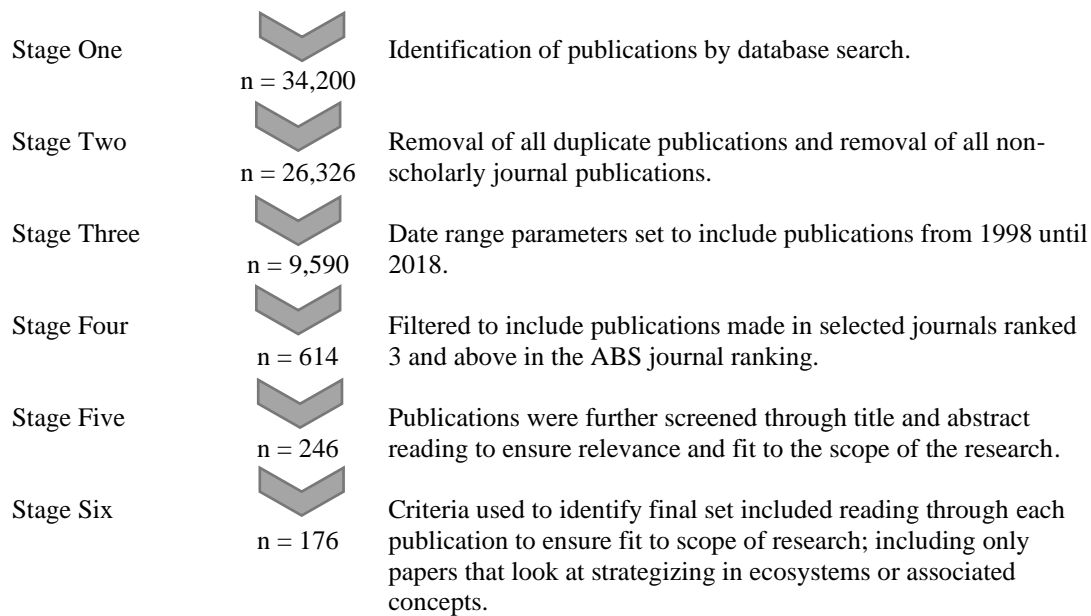 Stage One
Identification of publications by database search.
n = 34,200
Stage Two
Removal of all duplicate publications and removal of all non-
scholarly journal publications.
n = 26,326
Stage Three
Date range parameters set to include publications from 1998 until
2018.
n = 9,590
Stage Four
Filtered to include publications made in selected journals ranked
3 and above in the ABS journal ranking.
n = 614
Stage Five
Publications were further screened through title and abstract
reading to ensure relevance and fit to the scope of the research.
n = 246
Stage Six
Criteria used to identify final set included reading through each
publication to ensure fit to scope of research; including only
papers that look at strategizing in ecosystems or associated
concepts.
n = 176